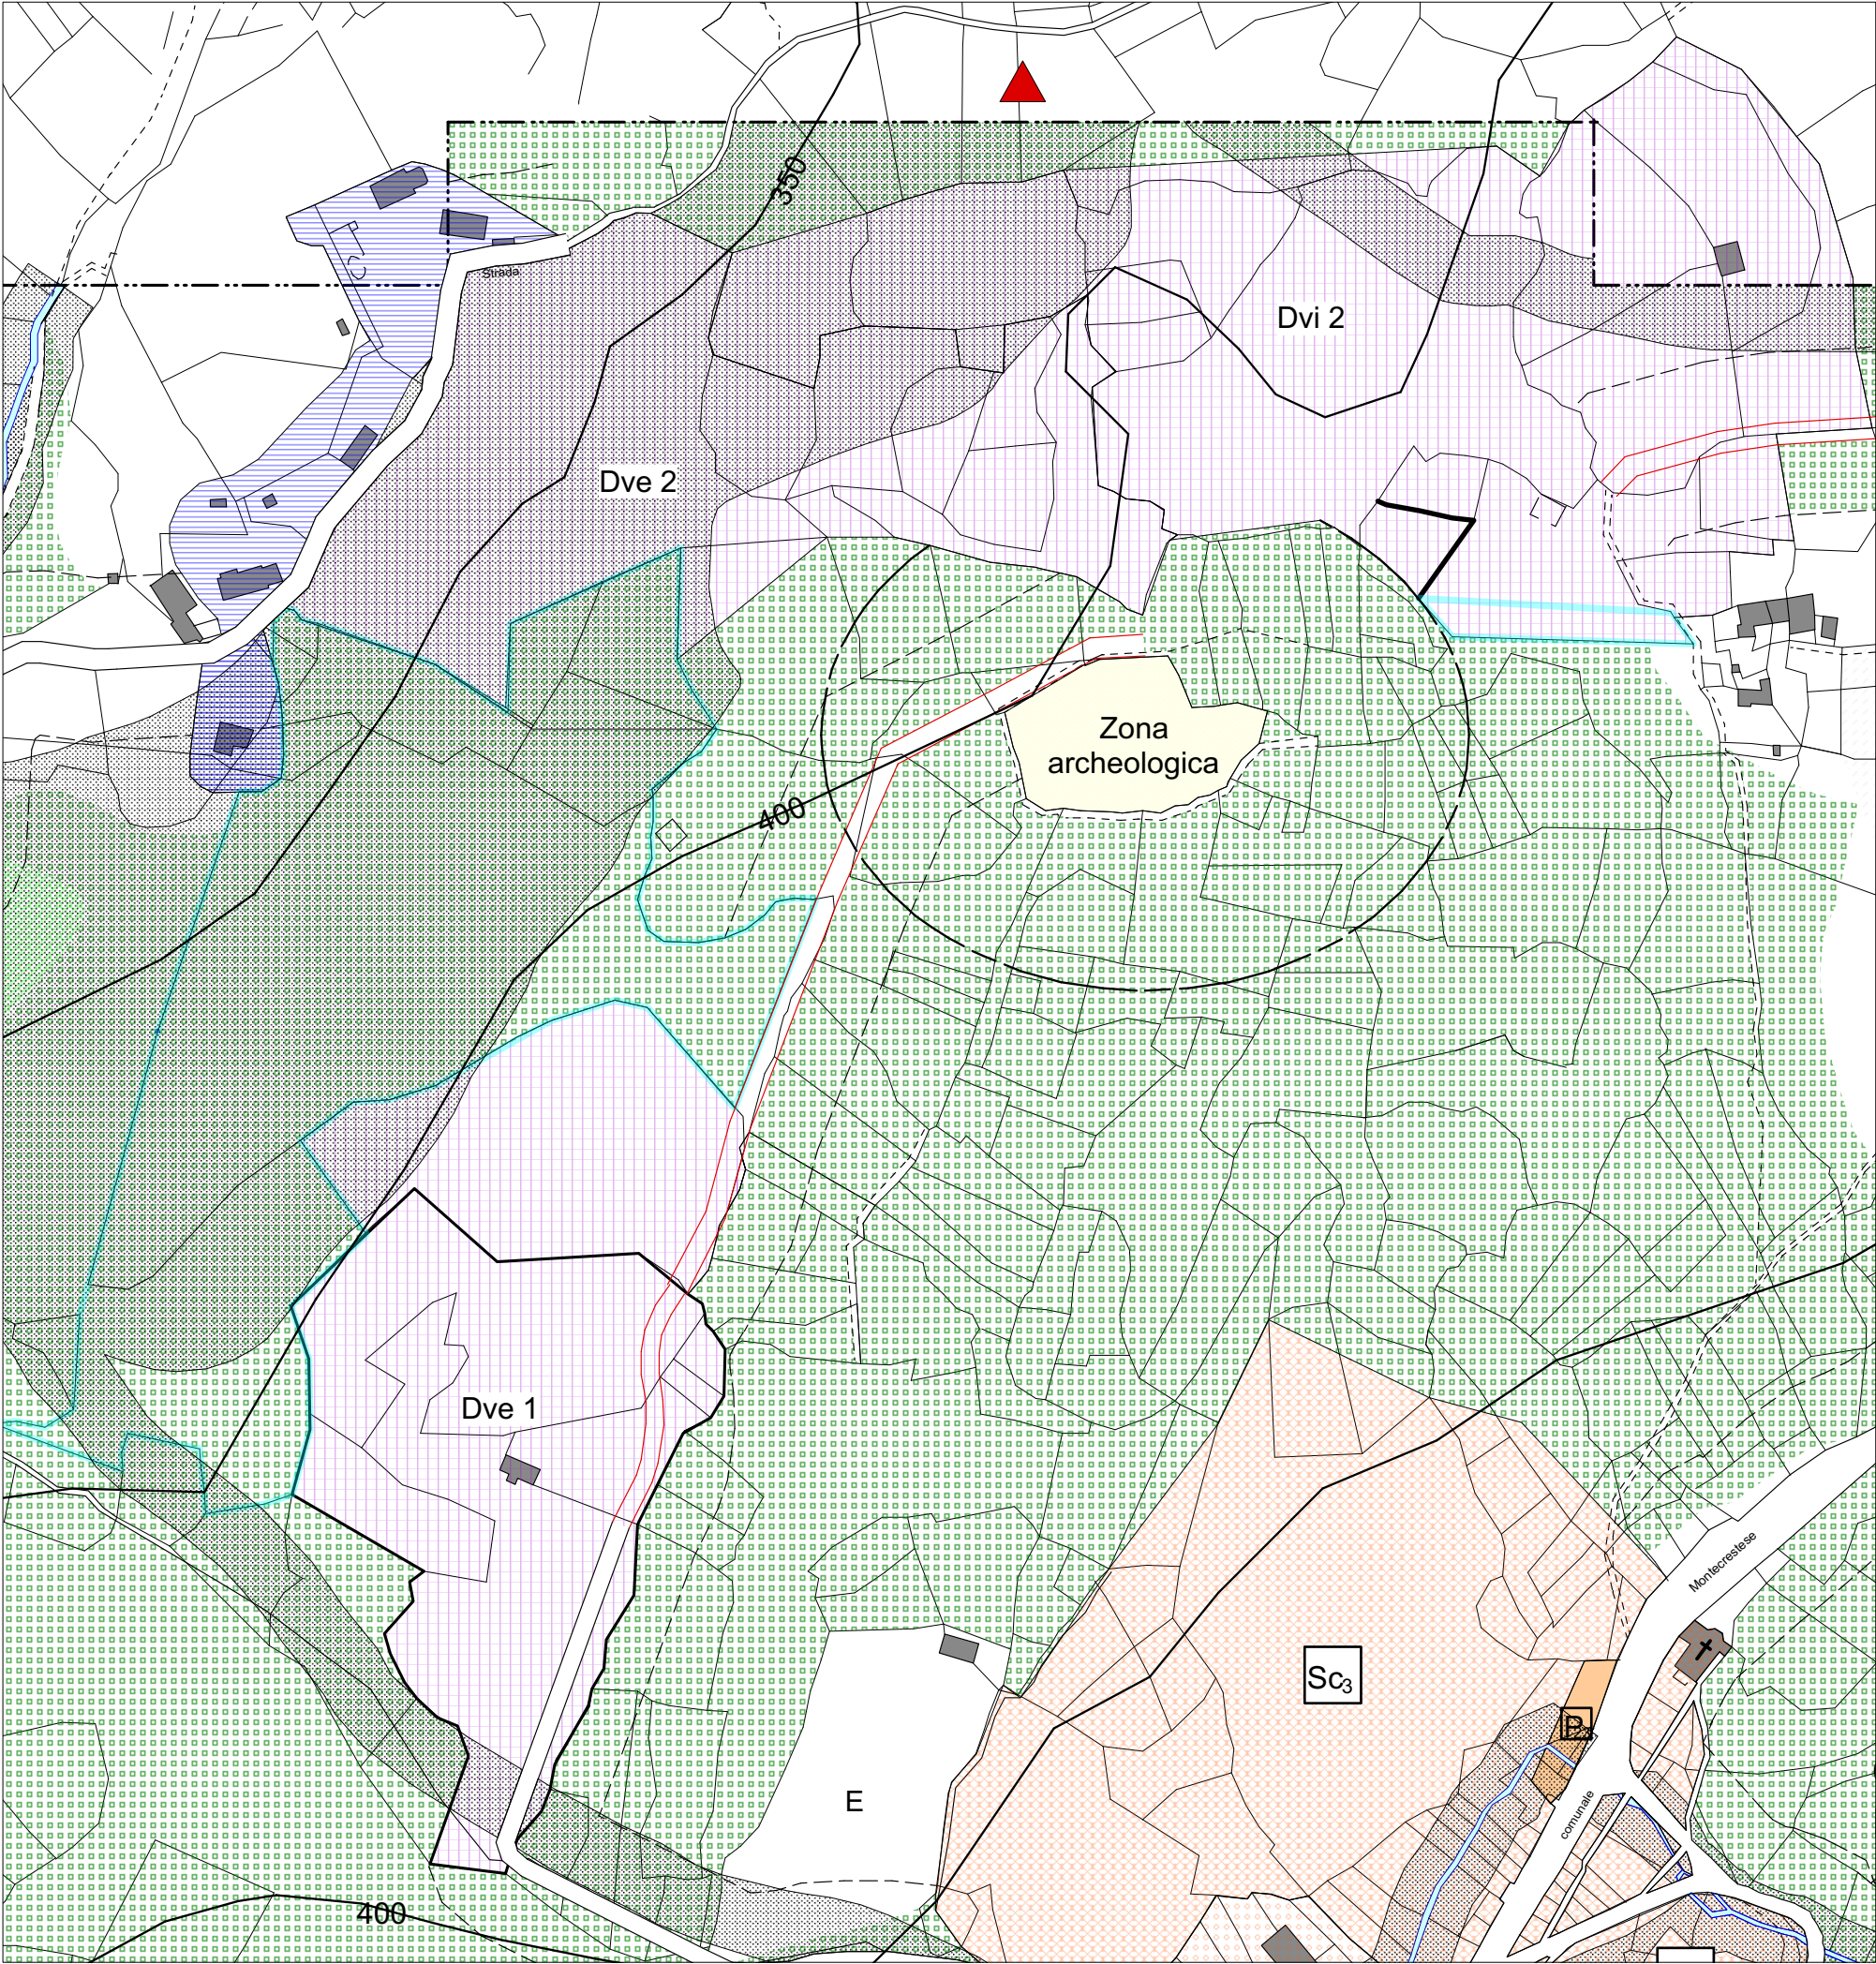 350
Strada
Dvi 2
Dve 2
Zona
archeologica
400
Dve 1
Montecrestese
Sc3
E
comunale
400